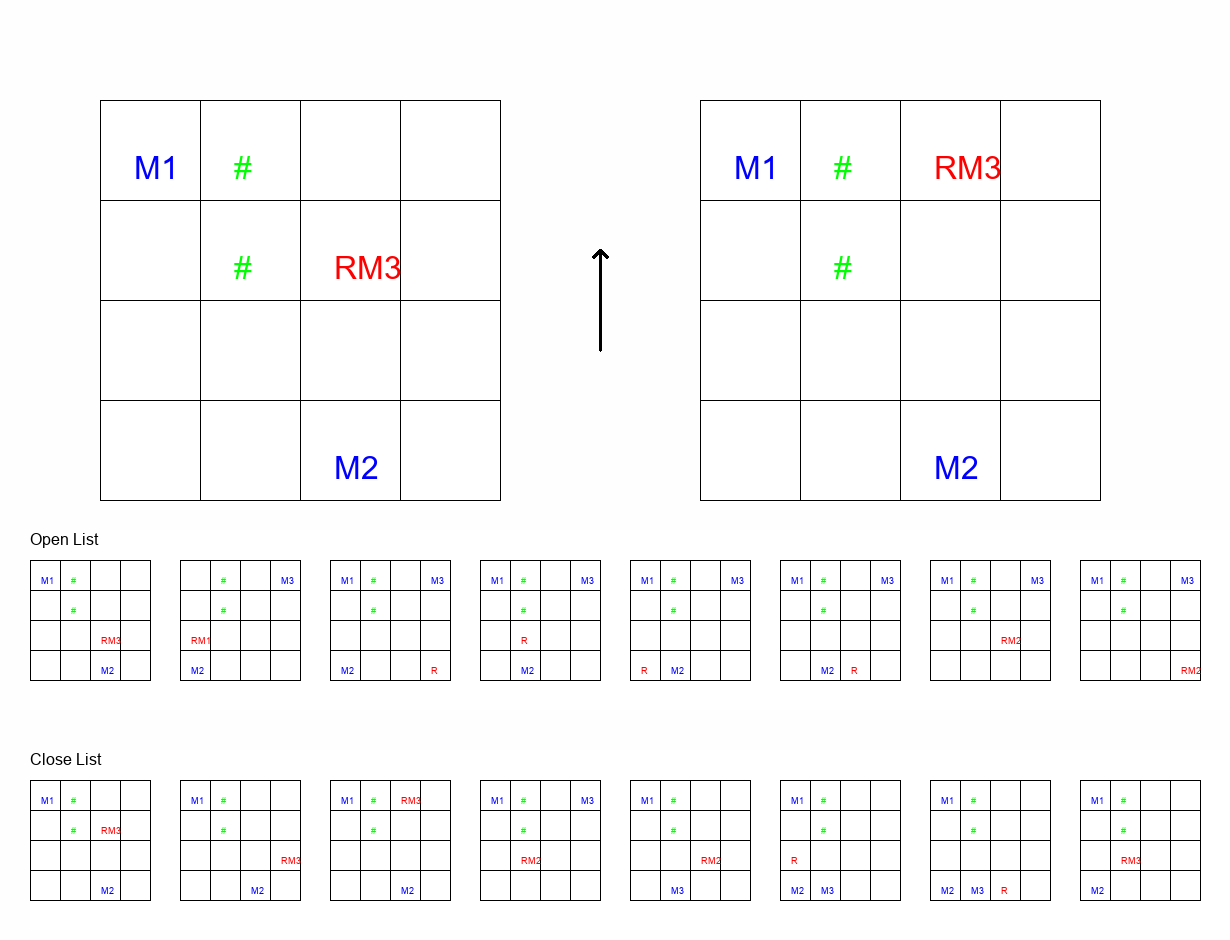 M1 # M1 # RM3
# RM3 #
M2 M2
Open List
M1 # # M3 M1 # M3 M1 # M3 M1 # M3 M1 # M3 M1 # M3 M1 # M3
# # # # # # # #
RM3 RM1 R RM2
M2 M2 M2 R M2 R M2 M2 R RM2
Close List
M1 # M1 # M1 # RM3 M1 # M3 M1 # M1 # M1 # M1 #
# RM3 # # # # # # #
RM3 RM2 RM2 R RM3
M2 M2 M2 M3 M2 M3 M2 M3 R M2